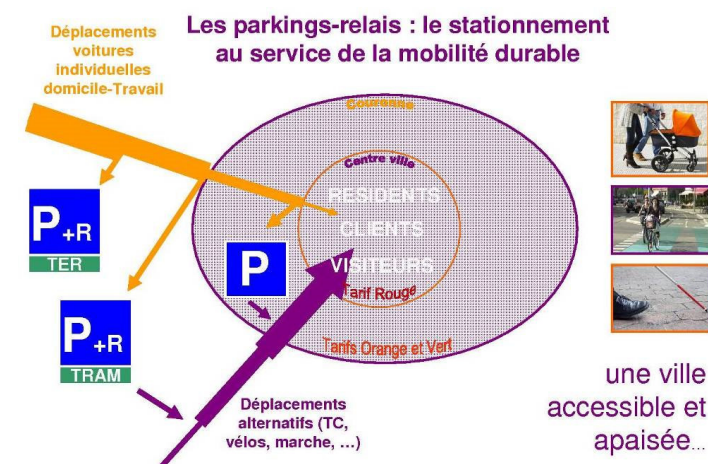 Les parkings-relais : le stationnement
au service de la mobilité durable
Déplacements
voitures
individuelles
domicile-Travail
Couronne
Centre ville
RESIDENTS
CLIENTS
VISITEURS
Tarif Rouge
Tarifs Orange et Vert
P+R
TER
P
P+R
TRAM
Déplacements
alternatifs (TC,
vélos, marche, ...)
une ville
accessible et
apaisée...